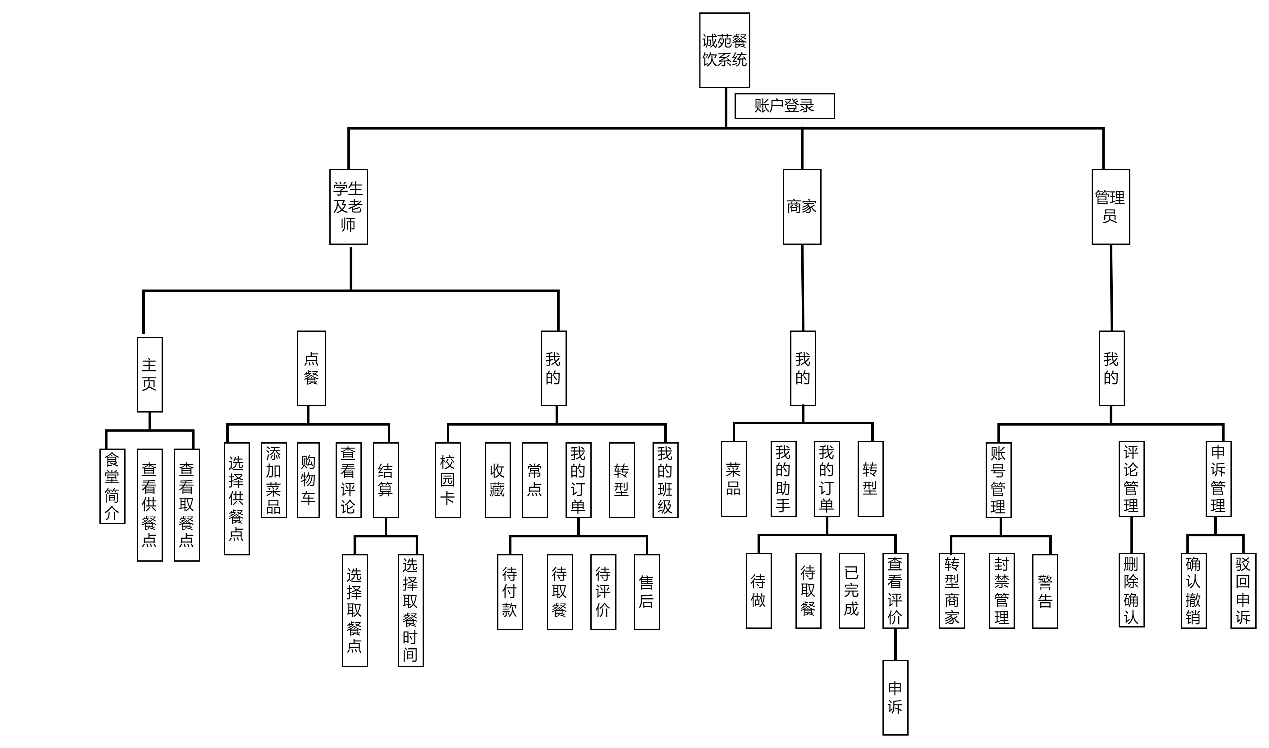 诚苑餐
饮系统
账户登录
学生
及老
师
商家
管理
员
主页
点餐
我的
我的
我的
食堂简介
查看供餐点
查看取餐点
选择供餐点
添加菜品
购物车
查看评论
结算
校园卡
收藏
常点
我的订单
转型
我的班级
菜品
我的助手
我的订单
转型
账号管理
评论管理
申诉管理
选择取餐点
选择取餐时间
待付款
待取餐
待评价
售后
待做
待取餐
已完成
查看评价
转型商家
封禁管理
警告
删除确认
确认撤销
驳回申诉
申诉